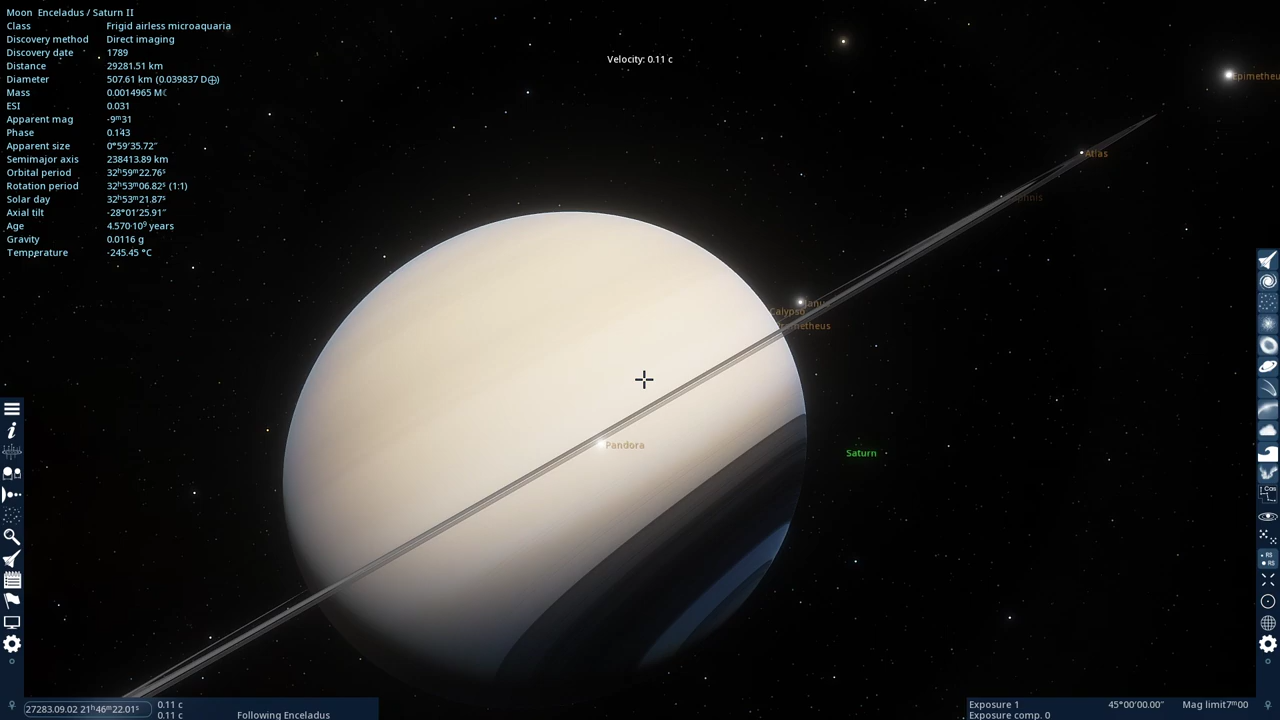 Moon Enceladus / Saturn II
Class Frigid airless microaquaria
Discovery method Direct imaging
Discovery date 1789
Distance 29281.51 km
Diameter 507.61 km (0.039837 D⊕)
Mass 0.0014965 M☾
ESI 0.031
Apparent mag -9ᵐ31
Phase 0.143
Apparent size 0°59′35.72″
Semimajor axis 238413.89 km
Orbital period 32ʰ59ᵐ22.76ˢ
Rotation period 32ʰ53ᵐ06.82ˢ (1:1)
Solar day 32ʰ53ᵐ21.87ˢ
Axial tilt -28°01′25.91″
Age 4.570·10⁹ years
Gravity 0.0116 g
Temperature -245.45 °C
Velocity: 0.11 c
Epimetheu
Atlas
Calypso
Pandora
Saturn
Cas
RS
RS
27283.09.02 21ʰ46ᵐ22.01ˢ
0.11 c
0.11 c
Following Enceladus
Exposure 1 45°00′00.00″ Mag limit7ᵐ00
Exposure comp. 0